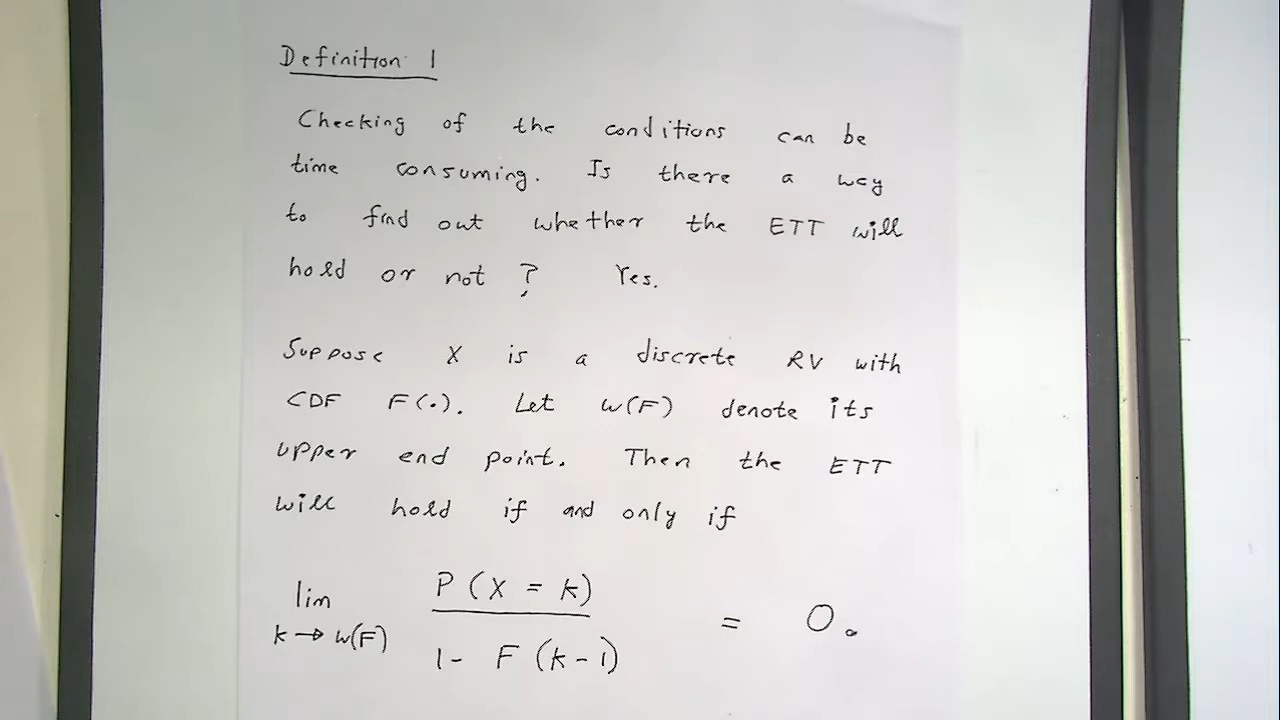 Definition 1
Checking of the conditions can be
time consuming. Is there a way
to find out whether the ETT will
hold or not ? Yes.
Suppose X is a discrete RV with
CDF F(.). Let w(F) denote its
upper end point. Then the ETT
will hold if and only if
lim k→w(F) P(X = k) / 1 - F(k-1) = 0.